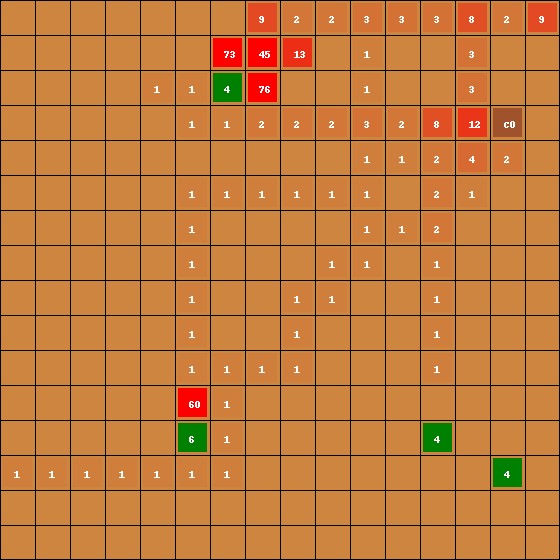 9 2 2 3 3 3 8 2 9
73 45 13 1 3
1 1 4 76 1 3
1 1 2 2 2 3 2 8 12 c0
1 1 2 4 2
1 1 1 1 1 1 2 1
1 1 1 2
1 1 1 1
1 1 1 1
1 1 1
1 1 1 1 1
60 1
6 1 4
1 1 1 1 1 1 1 4